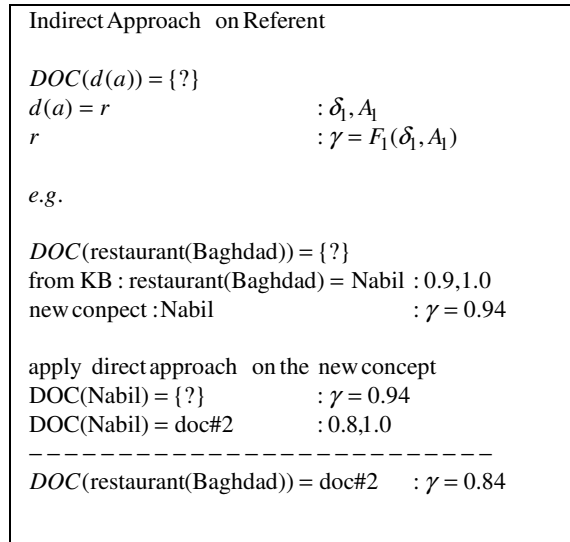 Indirect Approach on Referent
DOC(d(a)) = {?}
d(a) = r : δ₁, A₁
r : γ = F₁(δ₁, A₁)
e.g.
DOC(restaurant(Baghdad)) = {?}
from KB : restaurant(Baghdad) = Nabil : 0.9,1.0
new conpect : Nabil : γ = 0.94
apply direct approach on the new concept
DOC(Nabil) = {?} : γ = 0.94
DOC(Nabil) = doc#2 : 0.8,1.0
– – – – – – – – – – – – – – – – – – – – – – – – – –
DOC(restaurant(Baghdad)) = doc#2 : γ = 0.84